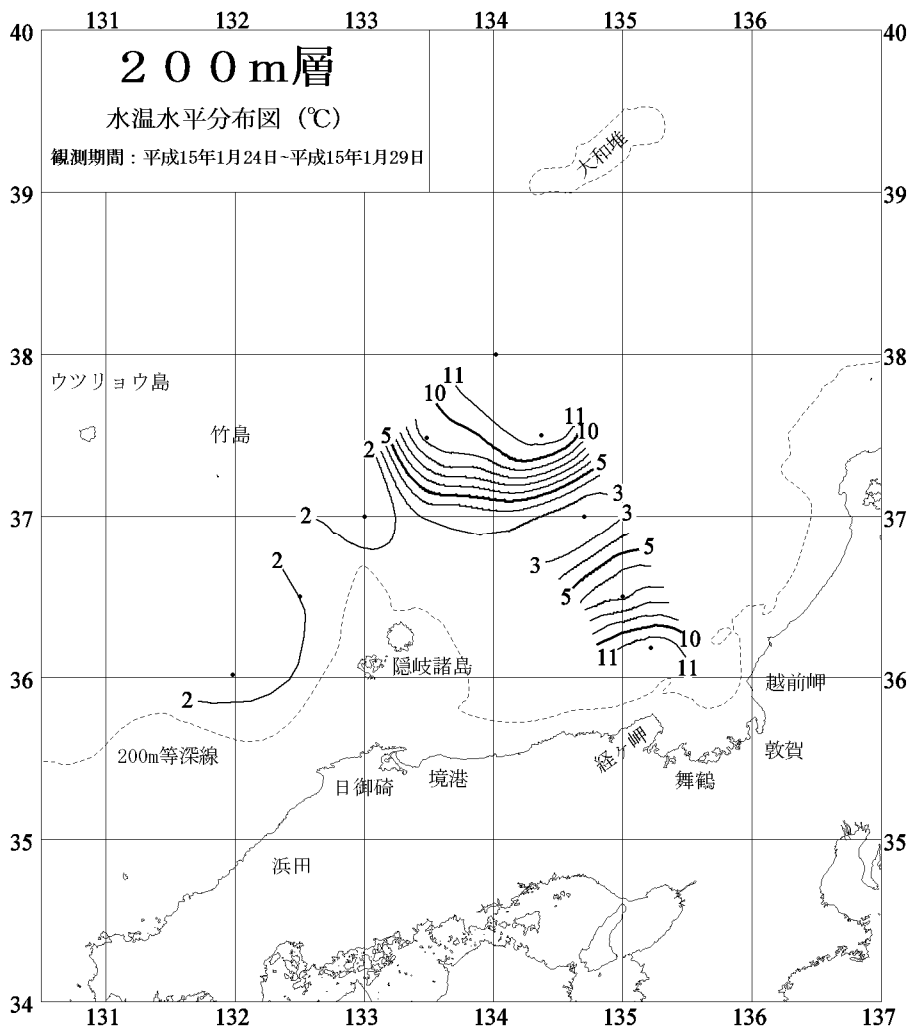 131 132 133 134 135 136
40 40
２００ｍ層
水温水平分布図（℃）
観測期間：平成15年1月24日~平成15年1月29日
大和堆
39 39
38 38
ウツリョウ島
11
10
11
竹島
5
10
2
5
3
37 37
2
3
5
2
3
5
10
隠岐諸島
11
11
36 36
越前岬
2
200m等深線
経ヶ岬
敦賀
日御碕
境港
舞鶴
35 35
浜田
34 34
131 132 133 134 135 136 137